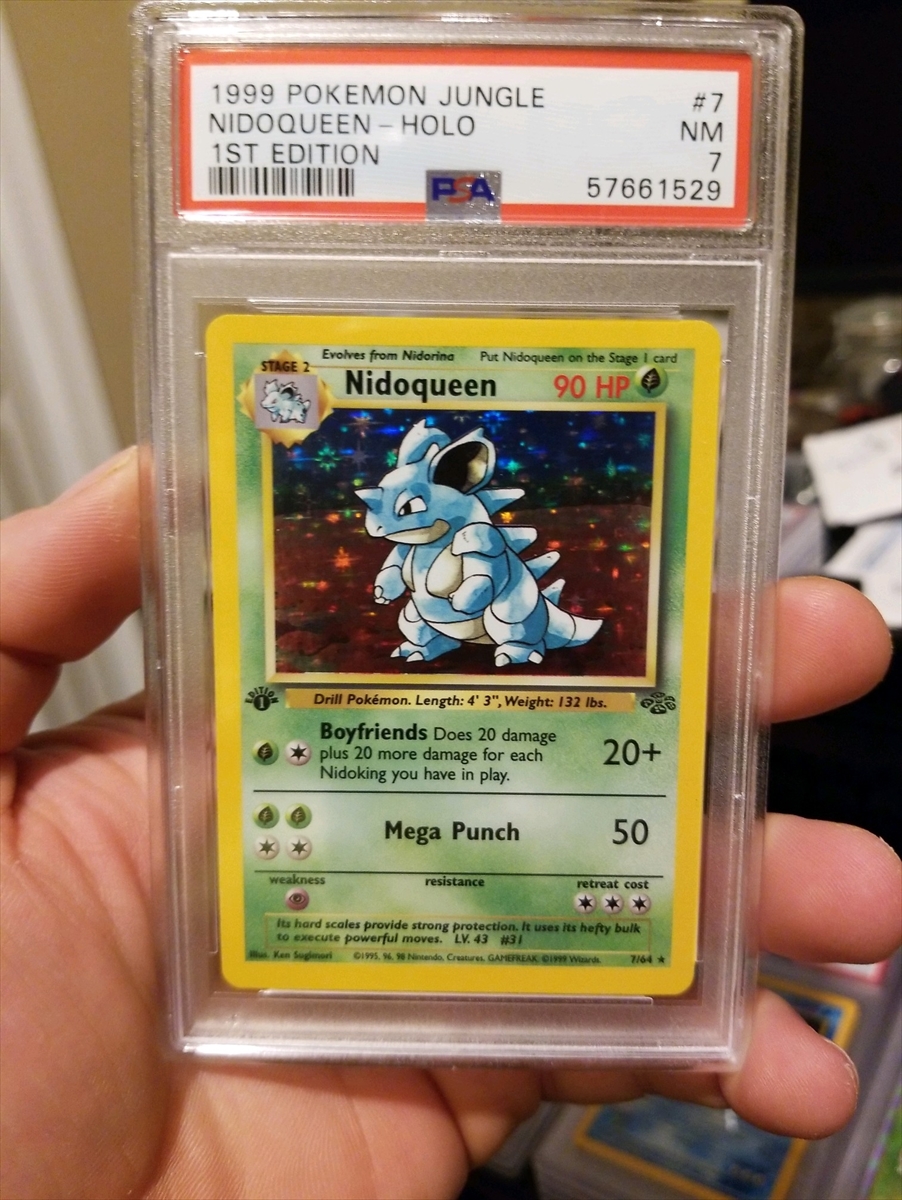 1999 POKEMON JUNGLE #7
NIDOQUEEN - HOLO NM
1ST EDITION 7
PSA 57661529
Evolves from Nidorina Put Nidoqueen on the Stage 1 card
STAGE 2
Nidoqueen 90 HP
EDITION 1
Drill Pokémon. Length: 4' 3", Weight: 132 lbs.
Boyfriends Does 20 damage
plus 20 more damage for each
Nidoking you have in play.
20+
Mega Punch 50
weakness resistance retreat cost
Its hard scales provide strong protection. It uses its hefty bulk
to execute powerful moves. LV. 43 #31
Illus. Ken Sugimori ©1995, 96, 98 Nintendo, Creatures, GAMEFREAK. ©1999 Wizards. 7/64 ★